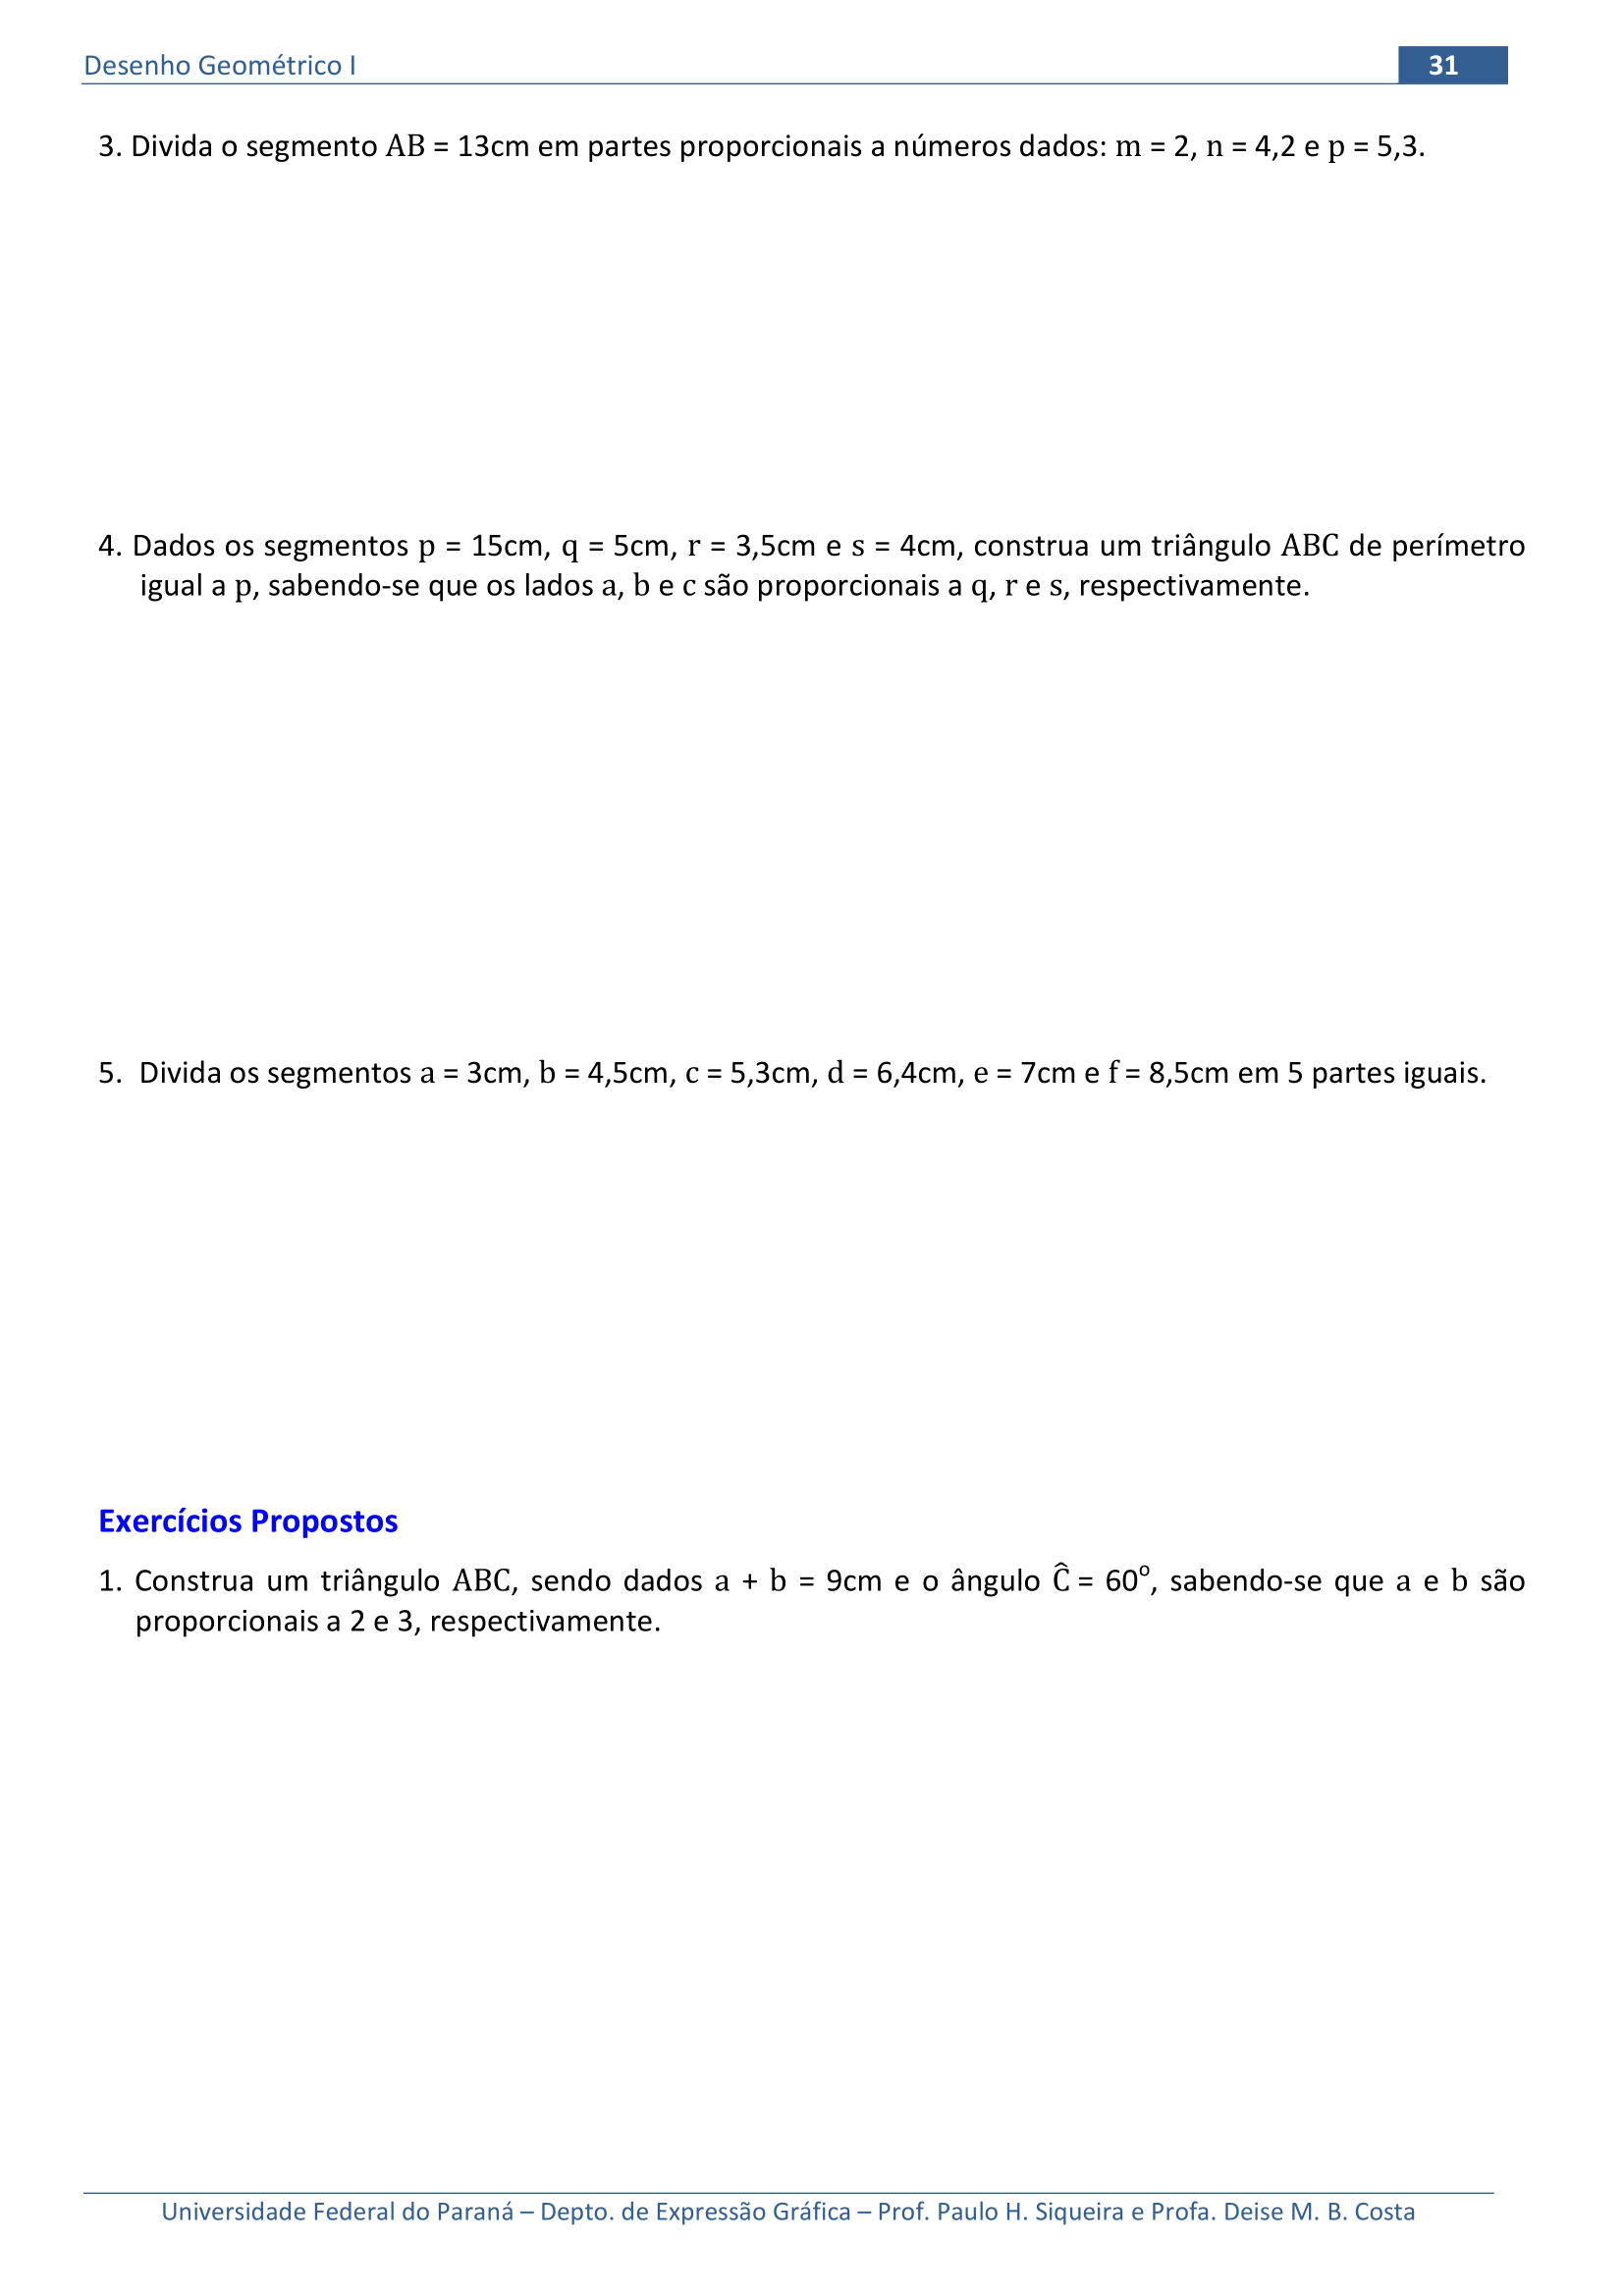 Desenho Geométrico I 31
3. Divida o segmento AB = 13cm em partes proporcionais a números dados: m = 2, n = 4,2 e p = 5,3.
4. Dados os segmentos p = 15cm, q = 5cm, r = 3,5cm e s = 4cm, construa um triângulo ABC de perímetro
igual a p, sabendo-se que os lados a, b e c são proporcionais a q, r e s, respectivamente.
5. Divida os segmentos a = 3cm, b = 4,5cm, c = 5,3cm, d = 6,4cm, e = 7cm e f = 8,5cm em 5 partes iguais.
Exercícios Propostos
1. Construa um triângulo ABC, sendo dados a + b = 9cm e o ângulo Ĉ = 60º, sabendo-se que a e b são
proporcionais a 2 e 3, respectivamente.
Universidade Federal do Paraná – Depto. de Expressão Gráfica – Prof. Paulo H. Siqueira e Profa. Deise M. B. Costa